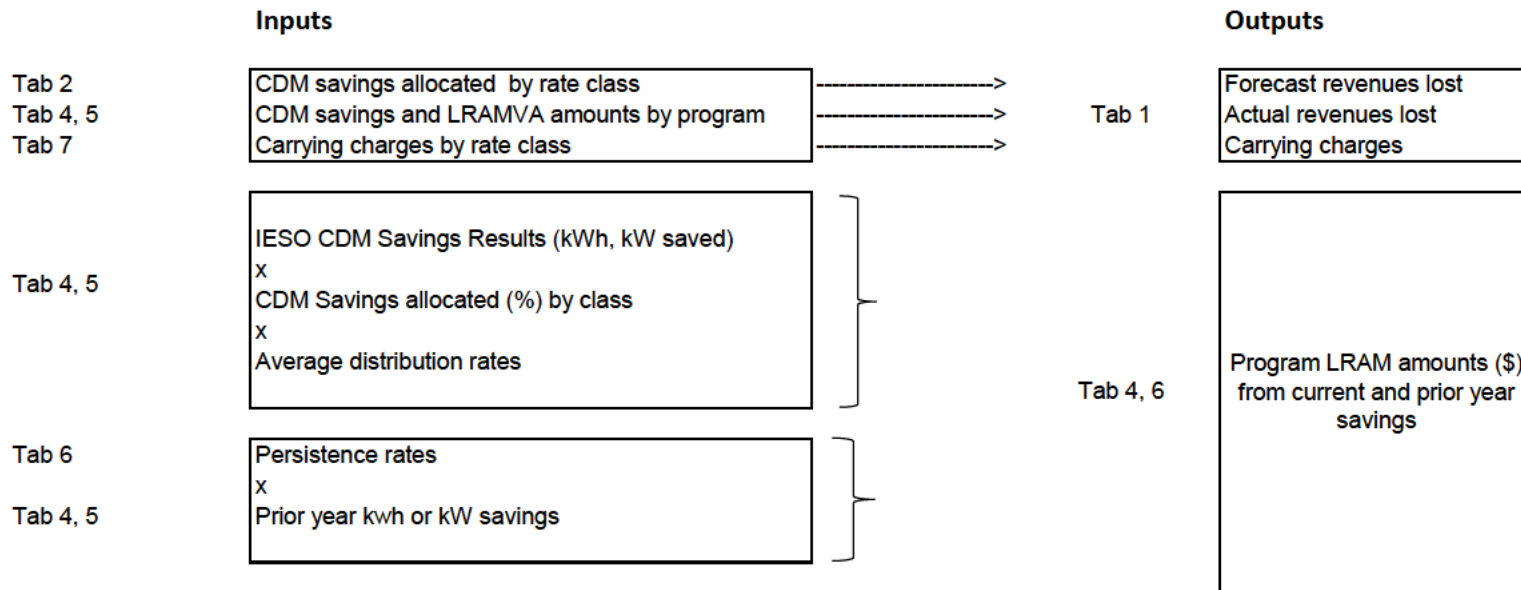 Inputs
Outputs
Tab 2
CDM savings allocated by rate class
----------------------->
Forecast revenues lost
Tab 4, 5
CDM savings and LRAMVA amounts by program
----------------------->
Tab 1
Actual revenues lost
Tab 7
Carrying charges by rate class
----------------------->
Carrying charges
Tab 4, 5
IESO CDM Savings Results (kWh, kW saved)
x
CDM Savings allocated (%) by class
x
Average distribution rates
Tab 6
Persistence rates
x
Tab 4, 5
Prior year kwh or kW savings
Tab 4, 6
Program LRAM amounts ($)
from current and prior year
savings